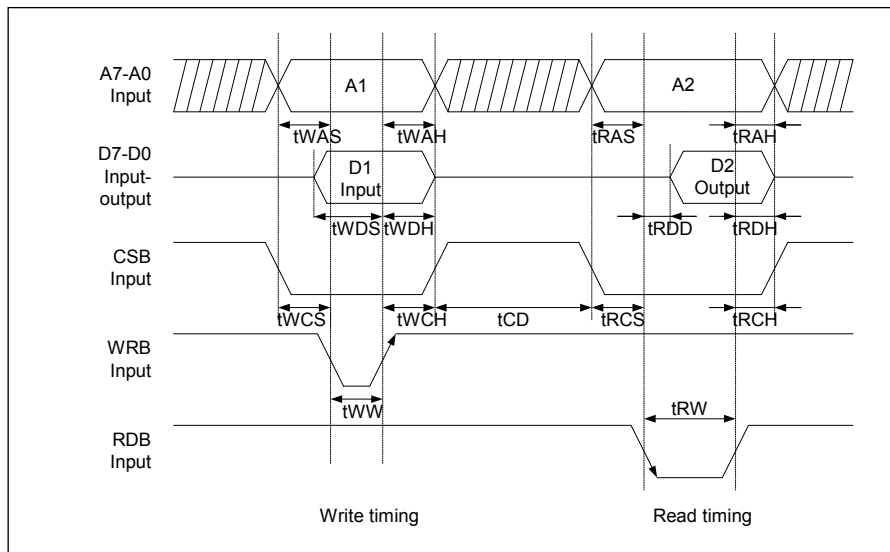 A7-A0
Input
A1
A2
tWAS
tWAH
tRAS
tRAH
D7-D0
Input-
output
D1
Input
D2
Output
tWDS
tWDH
tRDD
tRDH
CSB
Input
tWCS
tWCH
tCD
tRCS
tRCH
WRB
Input
tWW
tRW
RDB
Input
Write timing
Read timing